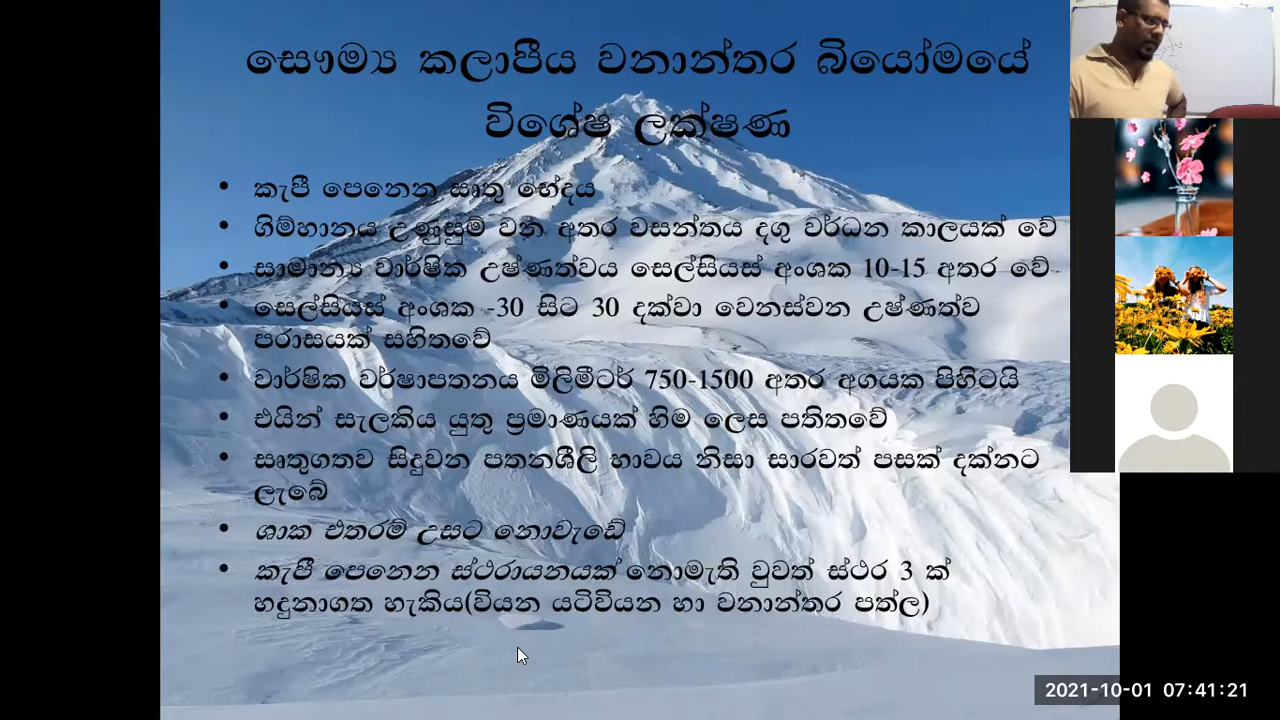 සෞම්‍ය කලාපීය වනාන්තර බියෝමයේ
විශේෂ ලක්ෂණ
• කැපී පෙනෙන සෘතු භේදය
• ගිම්හානය උණුසුම් වන අතර වසන්තය දගු වර්ධන කාලයක් වේ
• සාමාන්‍ය වාර්ෂික උෂ්ණත්වය සෙල්සියස් අංශක 10-15 අතර වේ
• සෙල්සියස් අංශක -30 සිට 30 දක්වා වෙනස්වන උෂ්ණත්ව
පරාසයක් සහිතවේ
• වාර්ෂික වර්ෂාපතනය මිලිමීටර් 750-1500 අතර අගයක පිහිටයි
• එයින් සැලකිය යුතු ප්‍රමාණයක් හිම ලෙස පතිතවේ
• සෘතුගතව සිදුවන පතනශීලි භාවය නිසා සාරවත් පසක් දක්නට
ලැබේ
• ශාක එතරම් උසට නොවැඩේ
• කැපී පෙනෙන ස්ථරායනයක් නොමැති වුවත් ස්ථර 3 ක්
හදුනාගත හැකිය(වියන යටිවියන හා වනාන්තර පත්ල)
2021-10-01 07:41:21